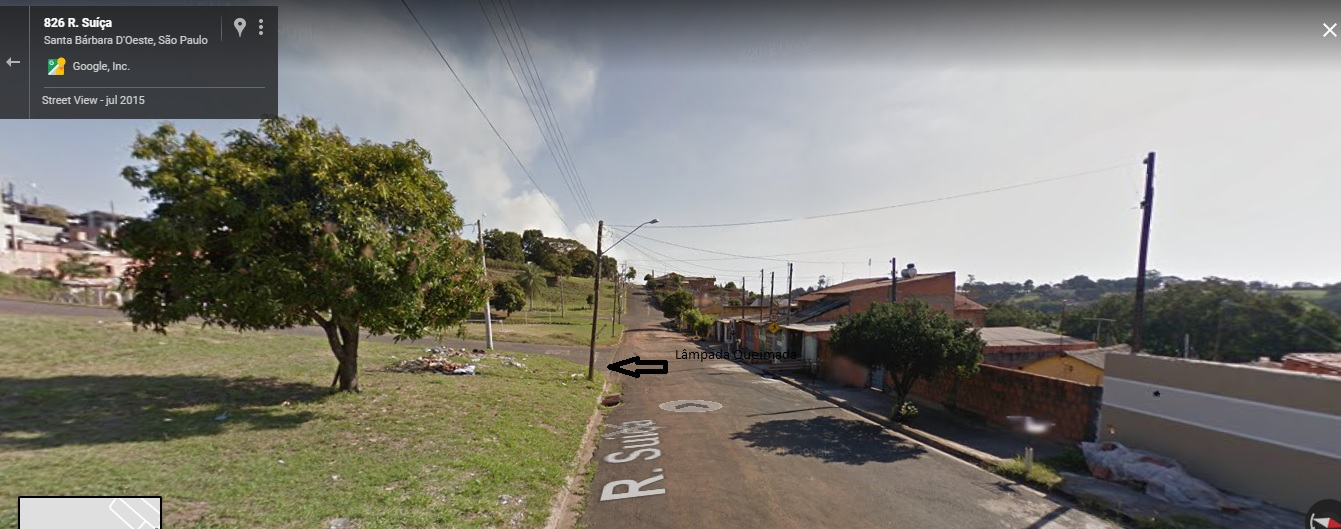 826 R. Suíça
Santa Bárbara D'Oeste, São Paulo
Google, Inc.
Street View - jul 2015
Lâmpada Queimada
R. Suíça